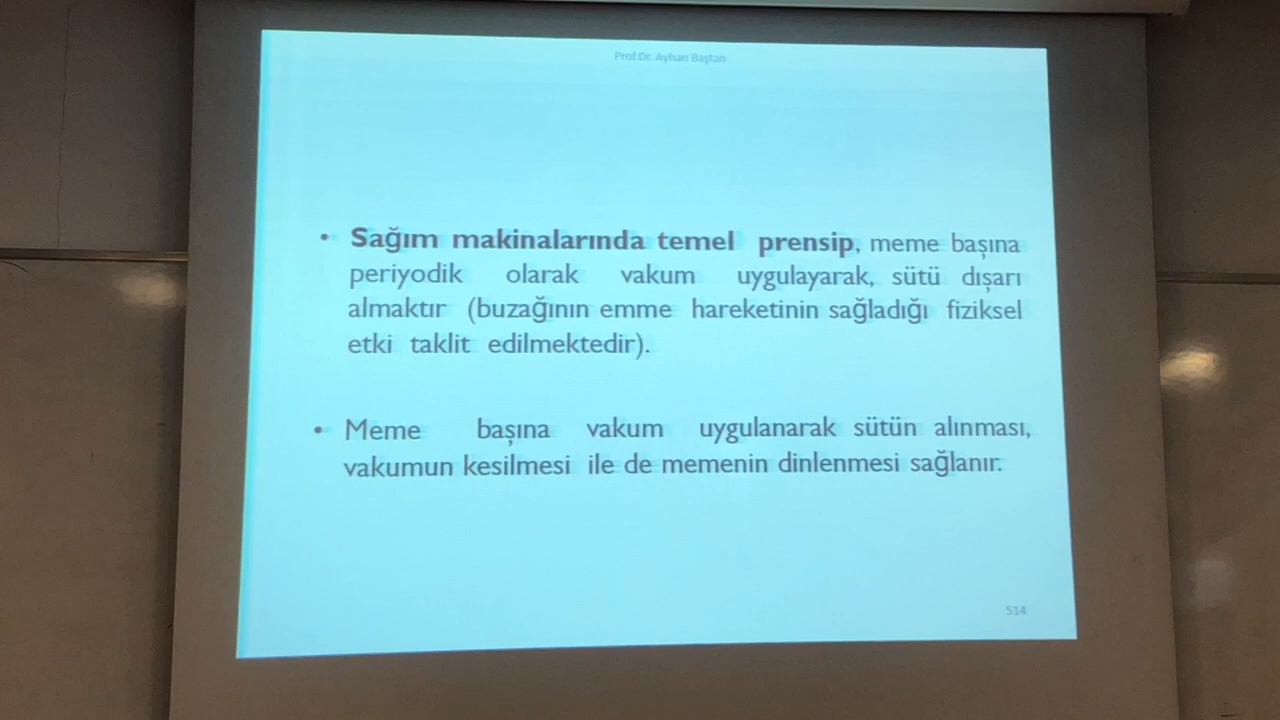 Prof.Dr. Ayhan Baştan
• Sağım makinalarında temel prensip, meme başına
periyodik olarak vakum uygulayarak, sütü dışarı
almaktır (buzağının emme hareketinin sağladığı fiziksel
etki taklit edilmektedir).
• Meme başına vakum uygulanarak sütün alınması,
vakumun kesilmesi ile de memenin dinlenmesi sağlanır.
514